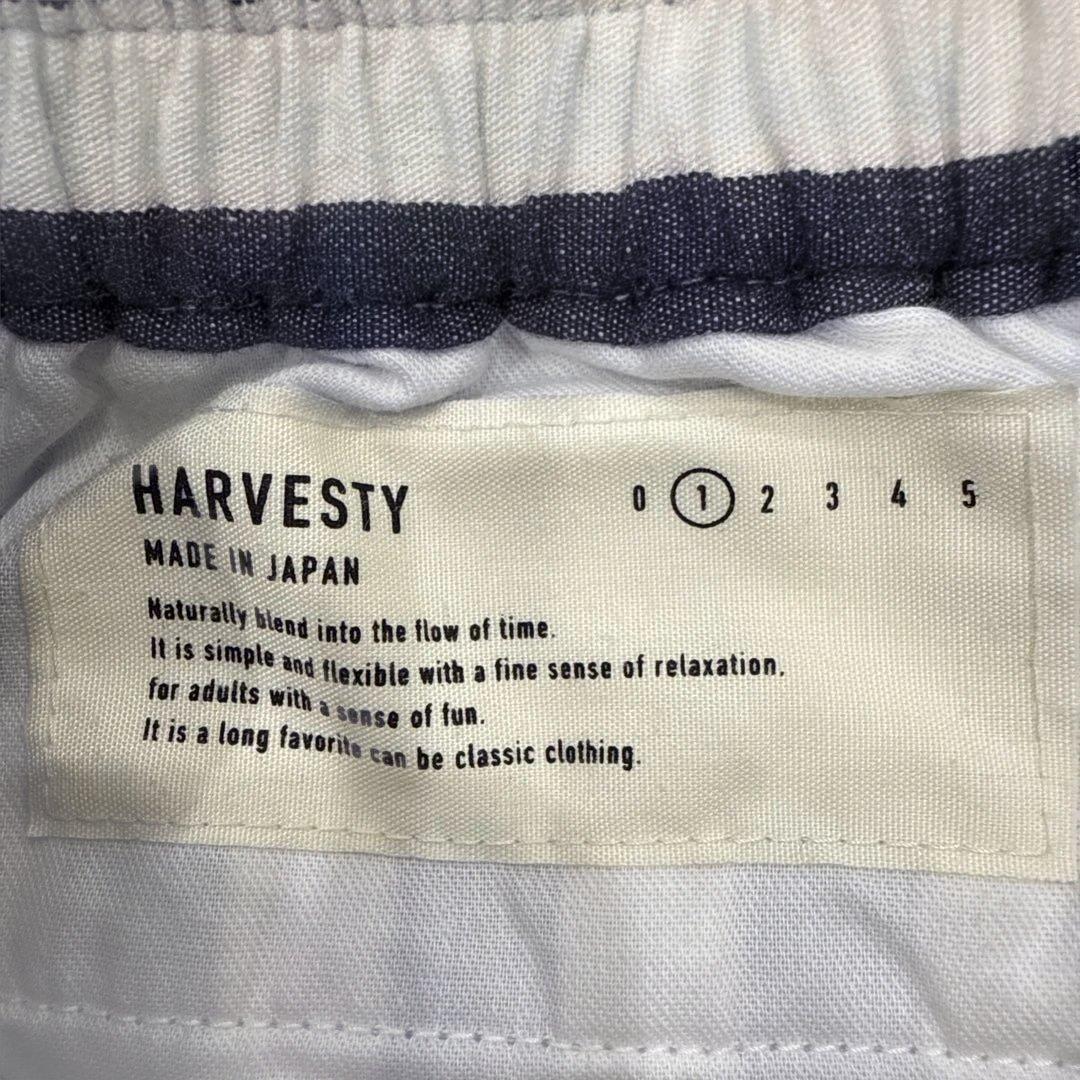 HARVESTY
0 1 2 3 4 5
MADE IN JAPAN
Naturally blend into the flow of time.
It is simple and flexible with a fine sense of relaxation.
for adults with a sense of fun.
It is a long favorite can be classic clothing.